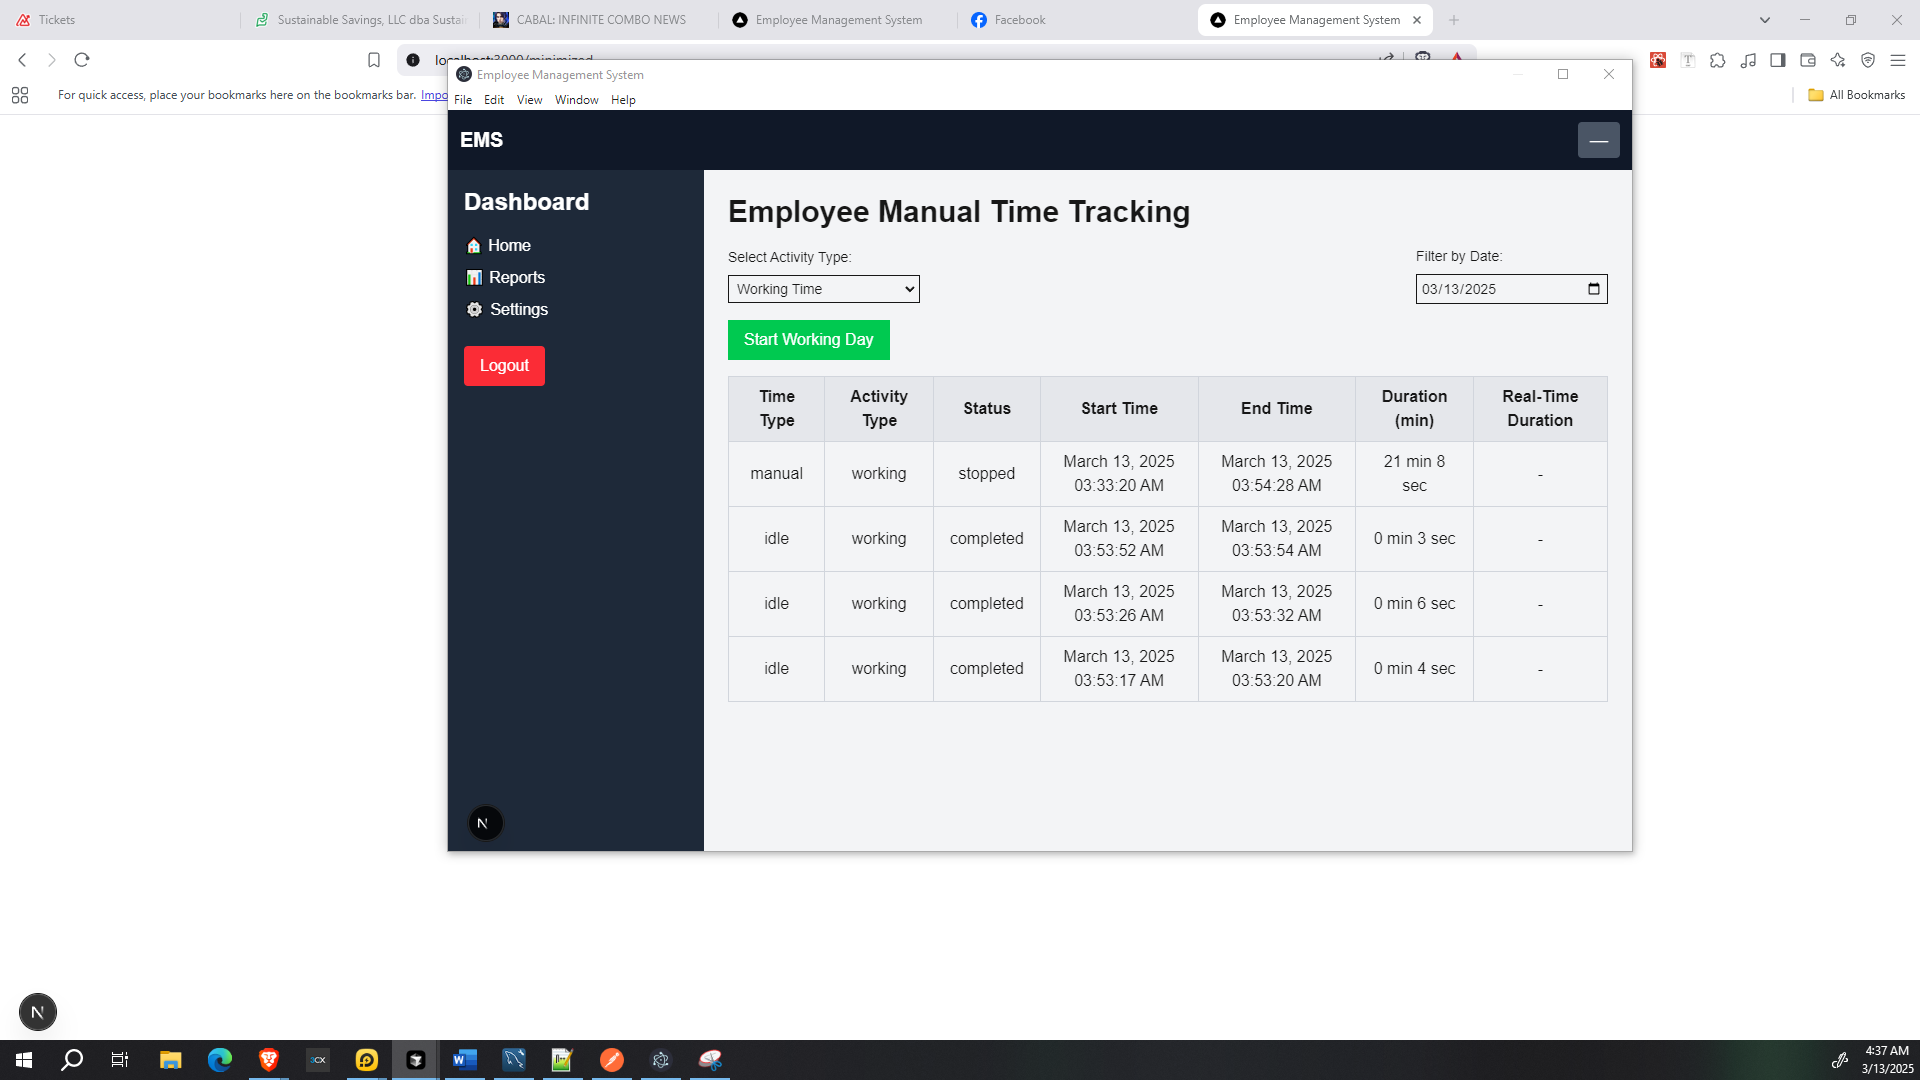 Tickets
Sustainable Savings, LLC dba Sustai
CABAL: INFINITE COMBO NEWS
Employee Management System
Facebook
Employee Management System
localhost:3000/minimized
For quick access, place your bookmarks here on the bookmarks bar. Impo
All Bookmarks
Employee Management System
File Edit View Window Help
EMS
—
Dashboard
Home
Reports
Settings
Logout
Employee Manual Time Tracking
Select Activity Type:
Working Time
Filter by Date:
03/13/2025
Start Working Day
Time Type Activity Type Status Start Time End Time Duration (min) Real-Time Duration
manual working stopped March 13, 2025 03:33:20 AM March 13, 2025 03:54:28 AM 21 min 8 sec -
idle working completed March 13, 2025 03:53:52 AM March 13, 2025 03:53:54 AM 0 min 3 sec -
idle working completed March 13, 2025 03:53:26 AM March 13, 2025 03:53:32 AM 0 min 6 sec -
idle working completed March 13, 2025 03:53:17 AM March 13, 2025 03:53:20 AM 0 min 4 sec -
N
N
3CX
4:37 AM
3/13/2025